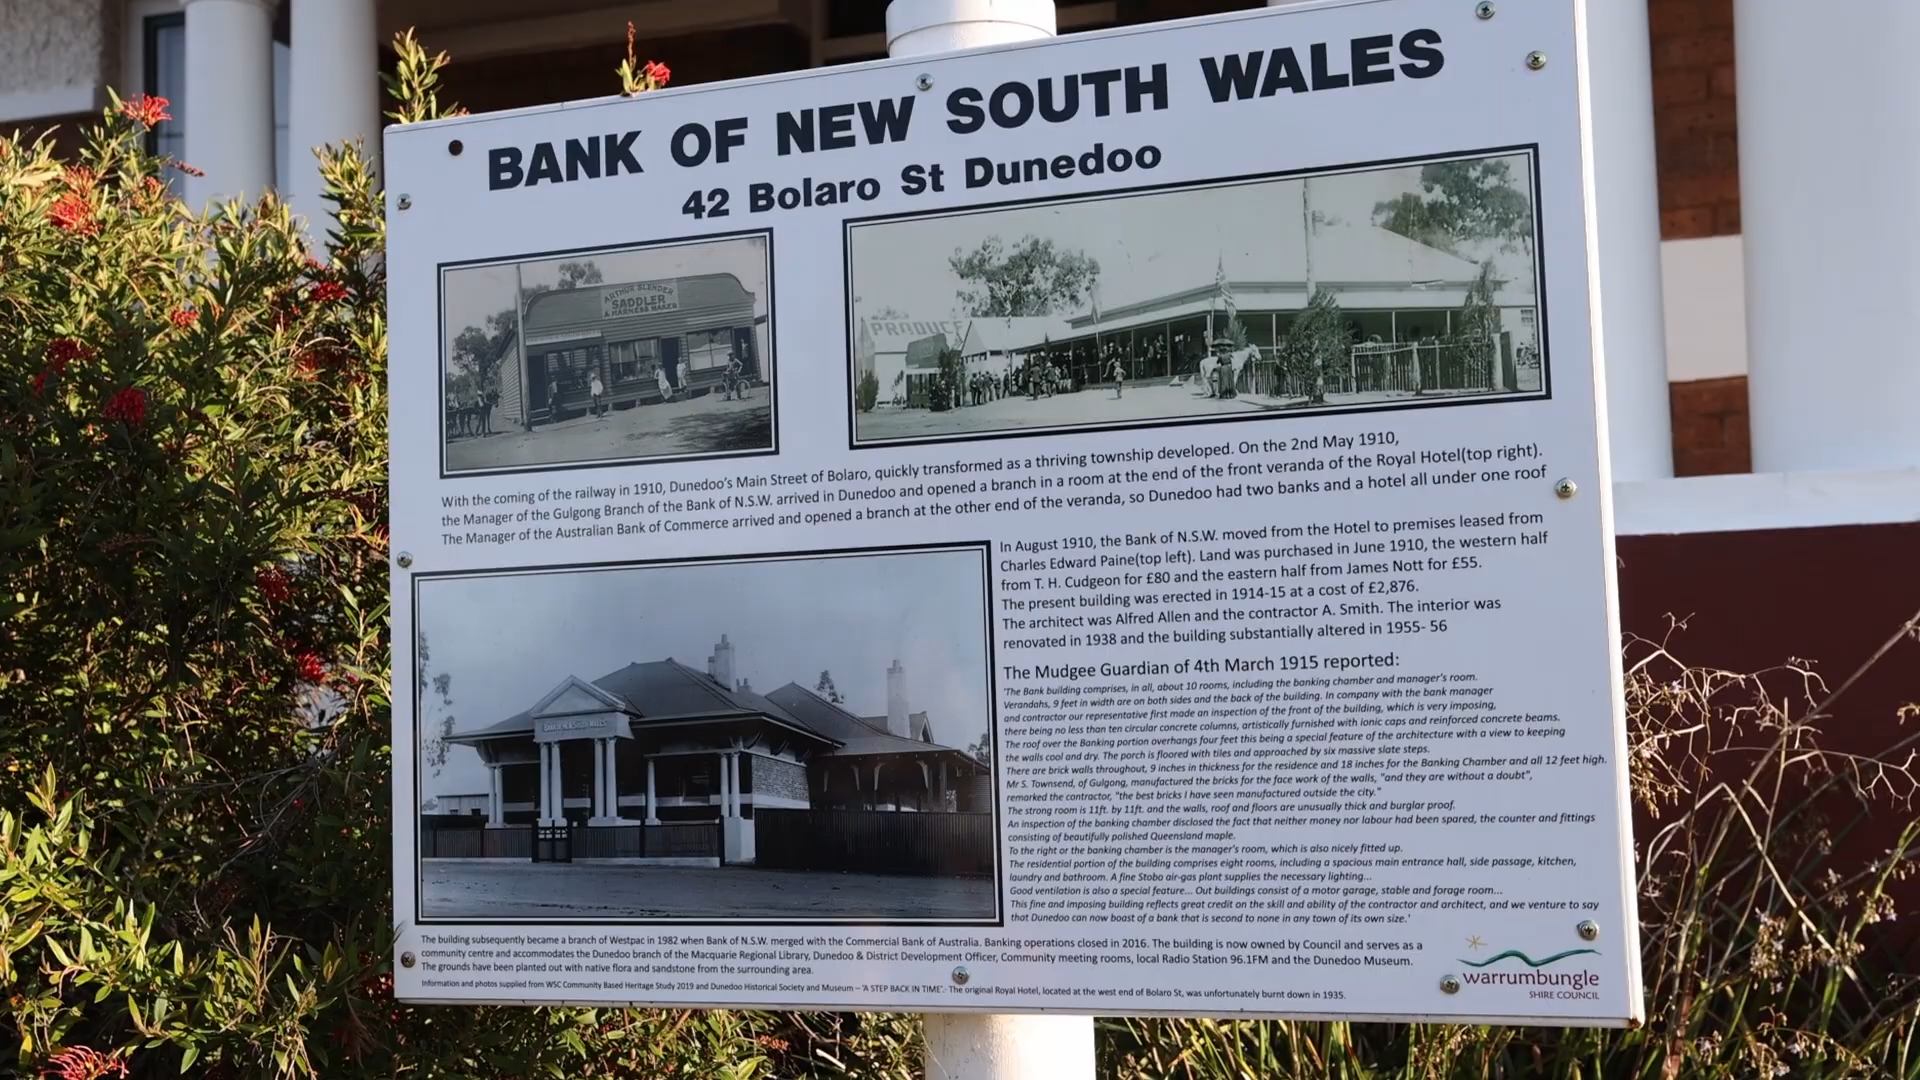 BANK OF NEW SOUTH WALES
42 Bolaro St Dunedoo
ARTHUR BLENDER
SADDLER
& HARNESS MAKER
PRODUCE
With the coming of the railway in 1910, Dunedoo's Main Street of Bolaro, quickly transformed as a thriving township developed. On the 2nd May 1910,
the Manager of the Gulgong Branch of the Bank of N.S.W. arrived in Dunedoo and opened a branch in a room at the end of the front veranda of the Royal Hotel(top right).
The Manager of the Australian Bank of Commerce arrived and opened a branch at the other end of the veranda, so Dunedoo had two banks and a hotel all under one roof
In August 1910, the Bank of N.S.W. moved from the Hotel to premises leased from
Charles Edward Paine(top left). Land was purchased in June 1910, the western half
from T. H. Cudgeon for £80 and the eastern half from James Nott for £55.
The present building was erected in 1914-15 at a cost of £2,876.
The architect was Alfred Allen and the contractor A. Smith. The interior was
renovated in 1938 and the building substantially altered in 1955- 56
The Mudgee Guardian of 4th March 1915 reported:
'The Bank building comprises, in all, about 10 rooms, including the banking chamber and manager's room.
Verandahs, 9 feet in width are on both sides and the back of the building. In company with the bank manager
and contractor our representative first made an inspection of the front of the building, which is very imposing,
there being no less than ten circular concrete columns, artistically furnished with ionic caps and reinforced concrete beams.
The roof over the Banking portion overhangs four feet this being a special feature of the architecture with a view to keeping
the walls cool and dry. The porch is floored with tiles and approached by six massive slate steps.
There are brick walls throughout, 9 inches in thickness for the residence and 18 inches for the Banking Chamber and all 12 feet high.
Mr S. Townsend, of Gulgong, manufactured the bricks for the face work of the walls, "and they are without a doubt",
remarked the contractor, "the best bricks I have seen manufactured outside the city."
The strong room is 11ft. by 11ft. and the walls, roof and floors are unusually thick and burglar proof.
An inspection of the banking chamber disclosed the fact that neither money nor labour had been spared, the counter and fittings
consisting of beautifully polished Queensland maple.
To the right or the banking chamber is the manager's room, which is also nicely fitted up.
The residential portion of the building comprises eight rooms, including a spacious main entrance hall, side passage, kitchen,
laundry and bathroom. A fine Stobo air-gas plant supplies the necessary lighting...
Good ventilation is also a special feature... Out buildings consist of a motor garage, stable and forage room...
This fine and imposing building reflects great credit on the skill and ability of the contractor and architect, and we venture to say
that Dunedoo can now boast of a bank that is second to none in any town of its own size.'
BANK OF NEW SOUTH WALES
The building subsequently became a branch of Westpac in 1982 when Bank of N.S.W. merged with the Commercial Bank of Australia. Banking operations closed in 2016. The building is now owned by Council and serves as a
community centre and accommodates the Dunedoo branch of the Macquarie Regional Library, Dunedoo & District Development Officer, Community meeting rooms, local Radio Station 96.1FM and the Dunedoo Museum.
The grounds have been planted out with native flora and sandstone from the surrounding area.
Information and photos supplied from WSC Community Based Heritage Study 2019 and Dunedoo Historical Society and Museum – 'A STEP BACK IN TIME'. The original Royal Hotel, located at the west end of Bolaro St, was unfortunately burnt down in 1935.
warrumbungle
SHIRE COUNCIL